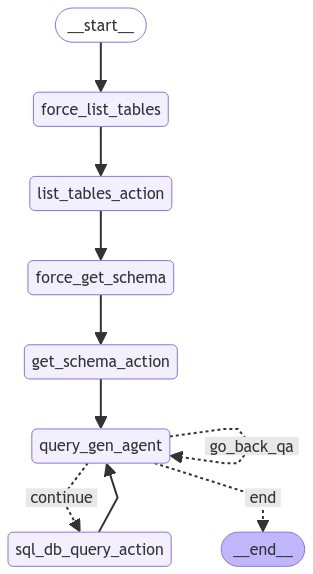 __start__
force_list_tables
list_tables_action
force_get_schema
get_schema_action
query_gen_agent
go_back_qa
continue
end
sql_db_query_action
__end__